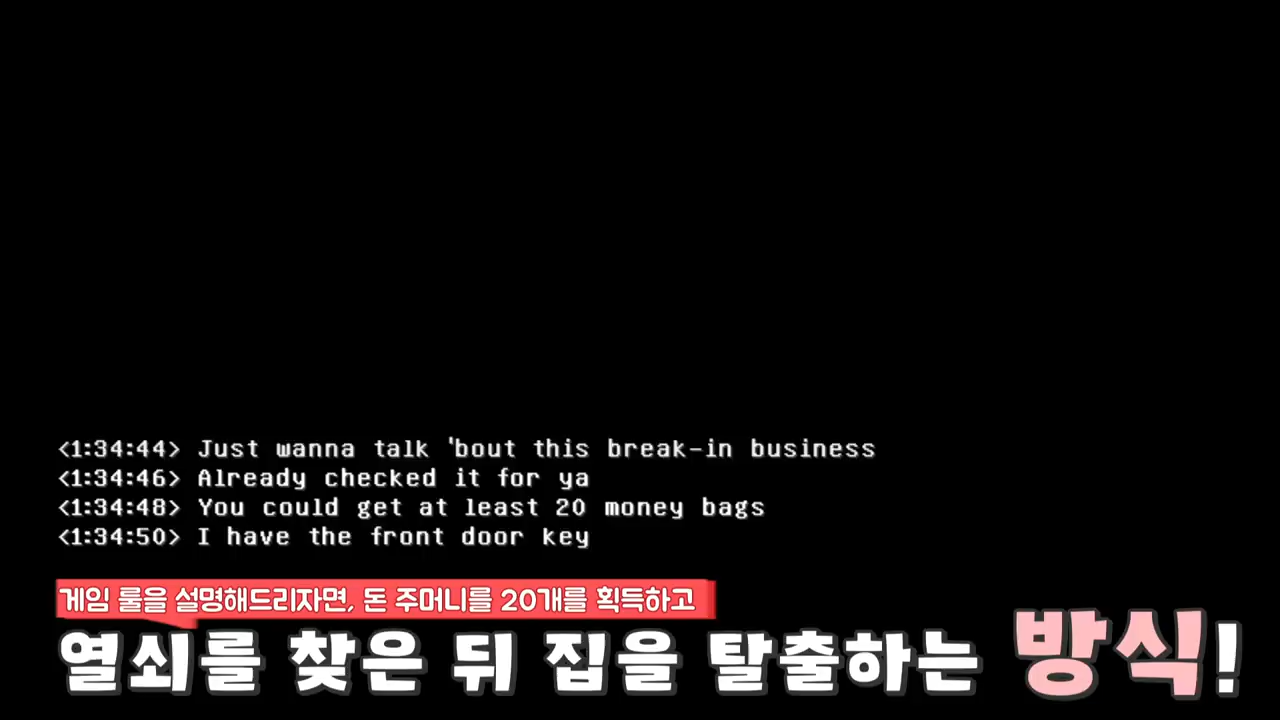 <1:34:44> Just wanna talk 'bout this break-in business
<1:34:46> Already checked it for ya
<1:34:48> You could get at least 20 money bags
<1:34:50> I have the front door key
게임 룰을 설명해드리자면, 돈 주머니를 20개를 획득하고
열쇠를 찾은 뒤 집을 탈출하는 방식!